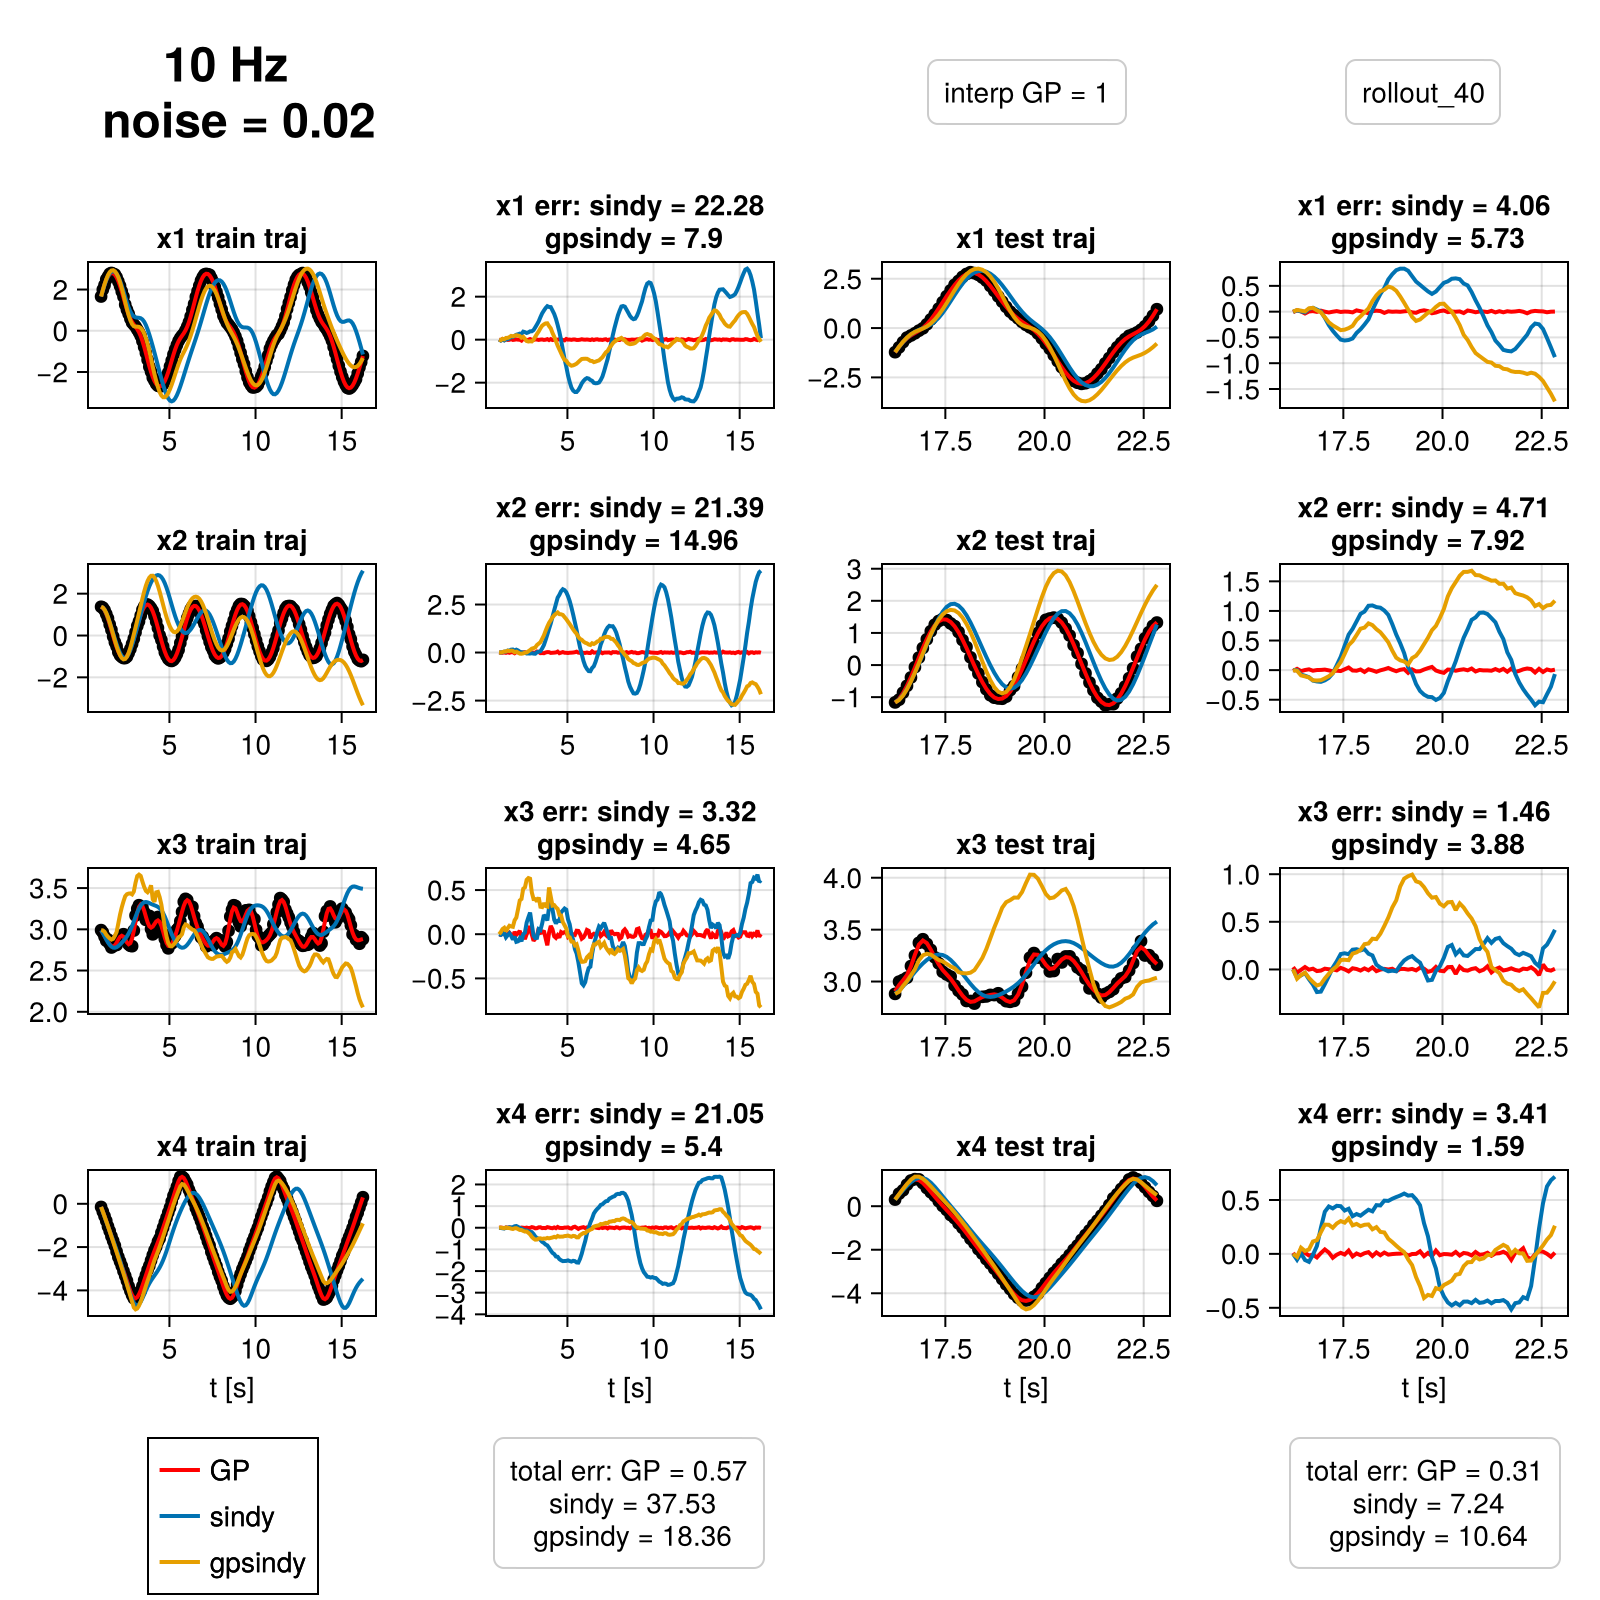 10 Hz
noise = 0.02
interp GP = 1
rollout_40
x1 train traj
2
0
−2
5
10
15
x1 err: sindy = 22.28
gpsindy = 7.9
2
0
−2
5
10
15
x1 test traj
2.5
0.0
−2.5
17.5
20.0
22.5
x1 err: sindy = 4.06
gpsindy = 5.73
0.5
0.0
−0.5
−1.0
−1.5
17.5
20.0
22.5
x2 train traj
2
0
−2
5
10
15
x2 err: sindy = 21.39
gpsindy = 14.96
2.5
0.0
−2.5
5
10
15
x2 test traj
3
2
1
0
−1
17.5
20.0
22.5
x2 err: sindy = 4.71
gpsindy = 7.92
1.5
1.0
0.5
0.0
−0.5
17.5
20.0
22.5
x3 train traj
3.5
3.0
2.5
2.0
5
10
15
x3 err: sindy = 3.32
gpsindy = 4.65
0.5
0.0
−0.5
5
10
15
x3 test traj
4.0
3.5
3.0
17.5
20.0
22.5
x3 err: sindy = 1.46
gpsindy = 3.88
1.0
0.5
0.0
17.5
20.0
22.5
x4 train traj
0
−2
−4
5
10
15
t [s]
x4 err: sindy = 21.05
gpsindy = 5.4
2
1
0
−1
−2
−3
−4
5
10
15
t [s]
x4 test traj
0
−2
−4
17.5
20.0
22.5
t [s]
x4 err: sindy = 3.41
gpsindy = 1.59
0.5
0.0
−0.5
17.5
20.0
22.5
t [s]
GP
sindy
gpsindy
total err: GP = 0.57
sindy = 37.53
gpsindy = 18.36
total err: GP = 0.31
sindy = 7.24
gpsindy = 10.64